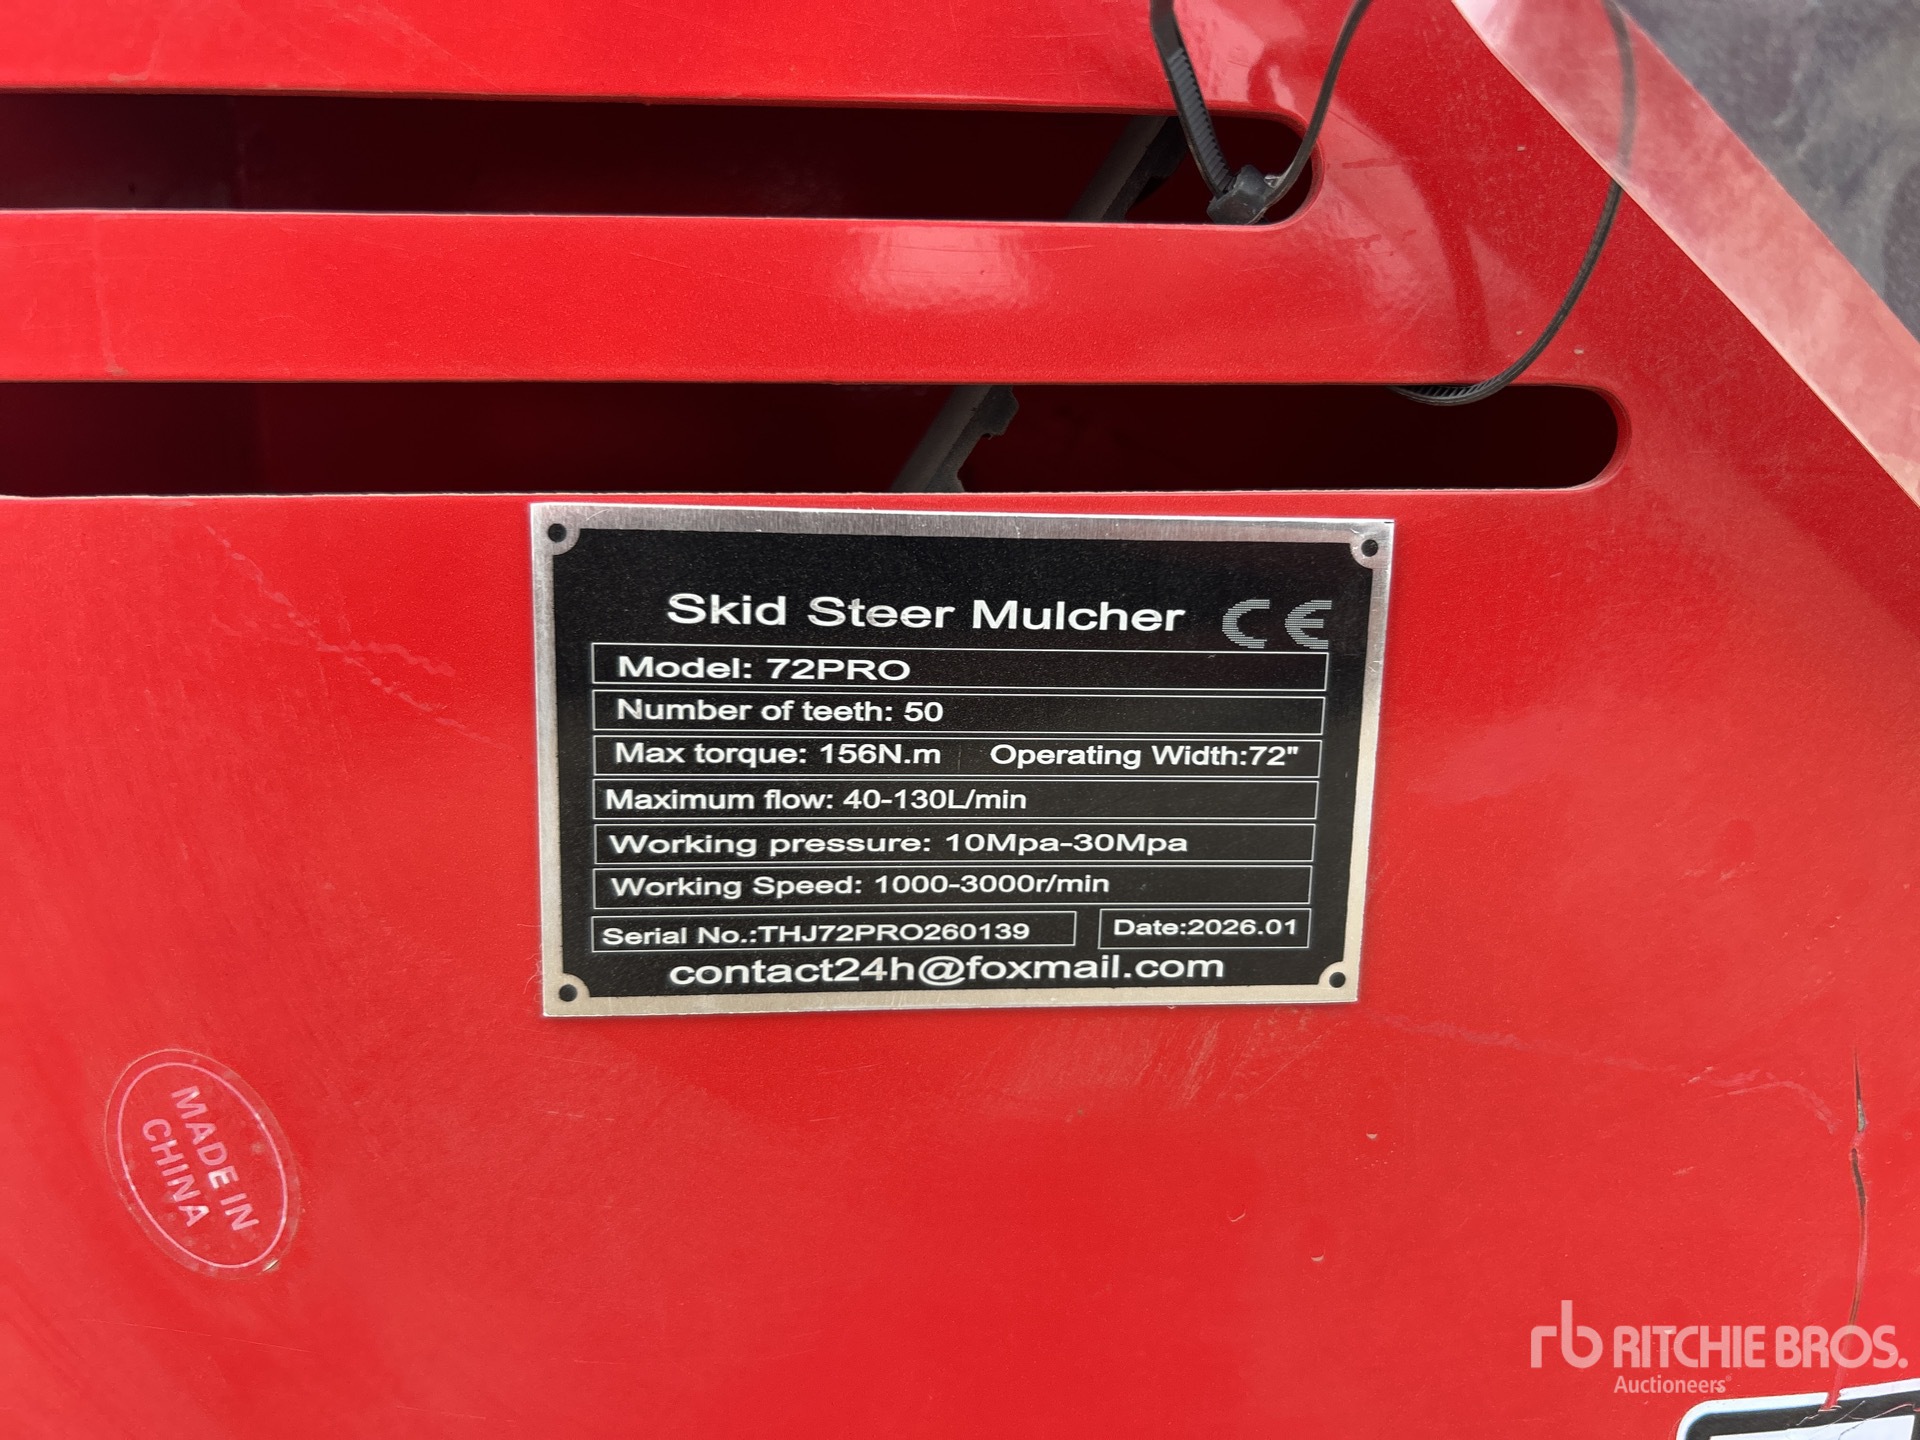 Skid Steer Mulcher CE
Model: 72PRO
Number of teeth: 50
Max torque: 156N.m Operating Width:72"
Maximum flow: 40-130L/min
Working pressure: 10Mpa-30Mpa
Working Speed: 1000-3000r/min
Serial No.:THJ72PRO260139 Date:2026.01
contact24h@foxmail.com
MADE IN
CHINA
rb RITCHIE BROS.
Auctioneers